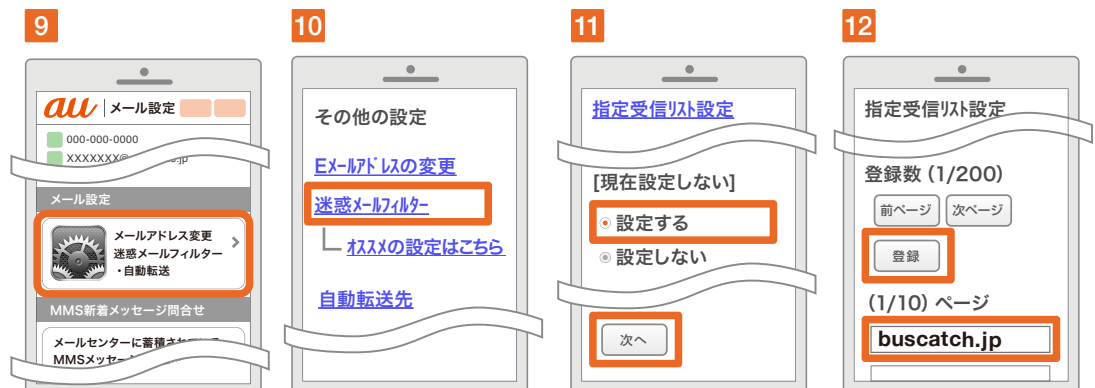 9
au メール設定
000-000-0000
XXXXXXX@
.jp
メール設定
メールアドレス変更
迷惑メールフィルター
・自動転送
MMS新着メッセージ問合せ
メールセンターに蓄積され
MMSメッセー
10
その他の設定
Eメールアドレスの変更
迷惑メールフィルター
オススメの設定はこちら
自動転送先
11
指定受信リスト設定
[現在設定しない]
設定する
設定しない
次へ
12
指定受信リスト設定
登録数（1/200）
前ページ 次ページ
登録
（1/10）ページ
buscatch.jp